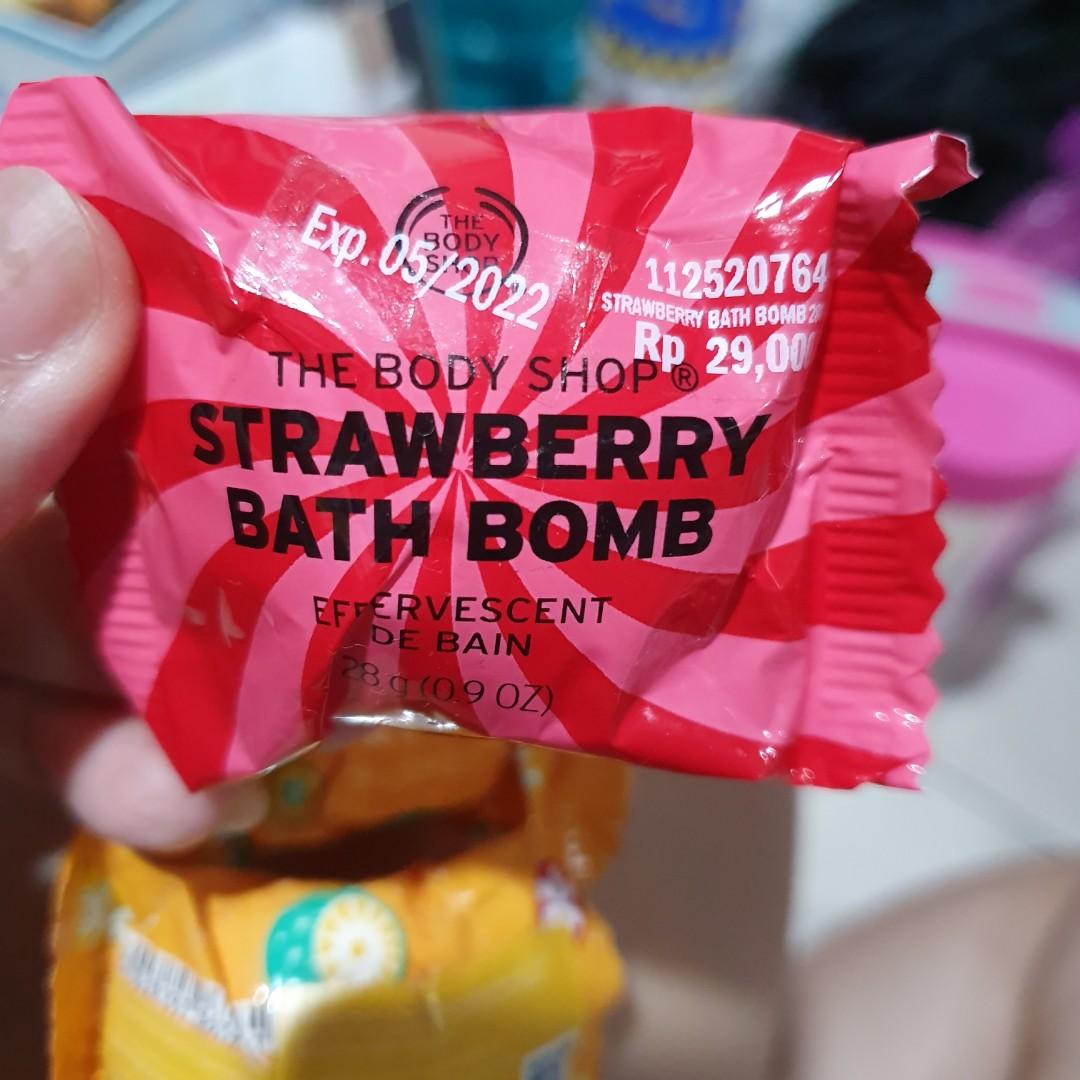 THE
BODY
SHOP
Exp. 05/2022
112520764
STRAWBERRY BATH BOMB
Rp 29,000
THE BODY SHOP®
STRAWBERRY
BATH BOMB
EFFERVESCENT
DE BAIN
28 g (0.9 OZ)